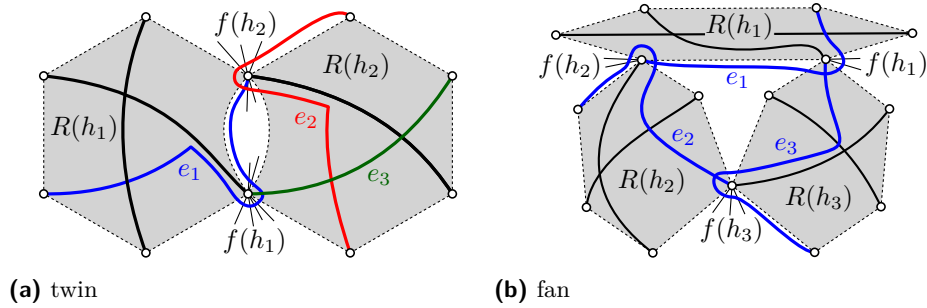 f(h₂)
R(h₂)
R(h₁)
e₂
e₁
e₃
f(h₁)
(a) twin
R(h₁)
f(h₂)
f(h₁)
e₁
e₂
e₃
R(h₂)
R(h₃)
f(h₃)
(b) fan